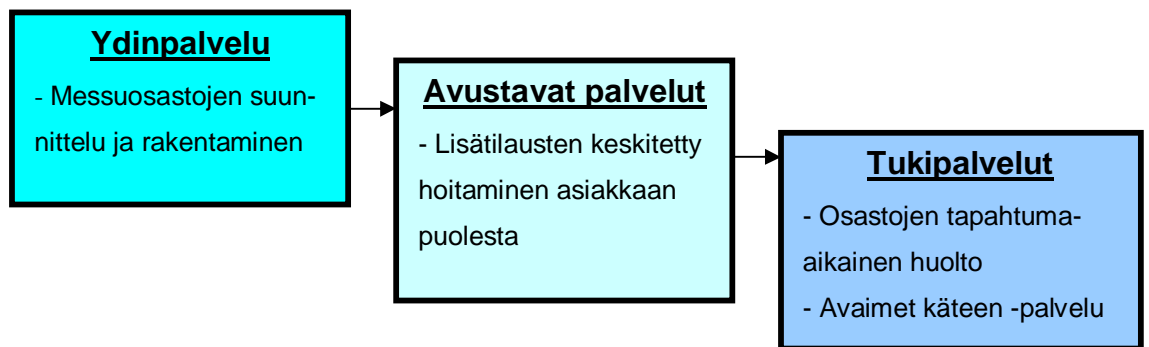 Ydinpalvelu
- Messuosastojen suun-
nittelu ja rakentaminen
Avustavat palvelut
- Lisätilausten keskitetty
hoitaminen asiakkaan
puolesta
Tukipalvelut
- Osastojen tapahtuma-
aikainen huolto
- Avaimet käteen -palvelu